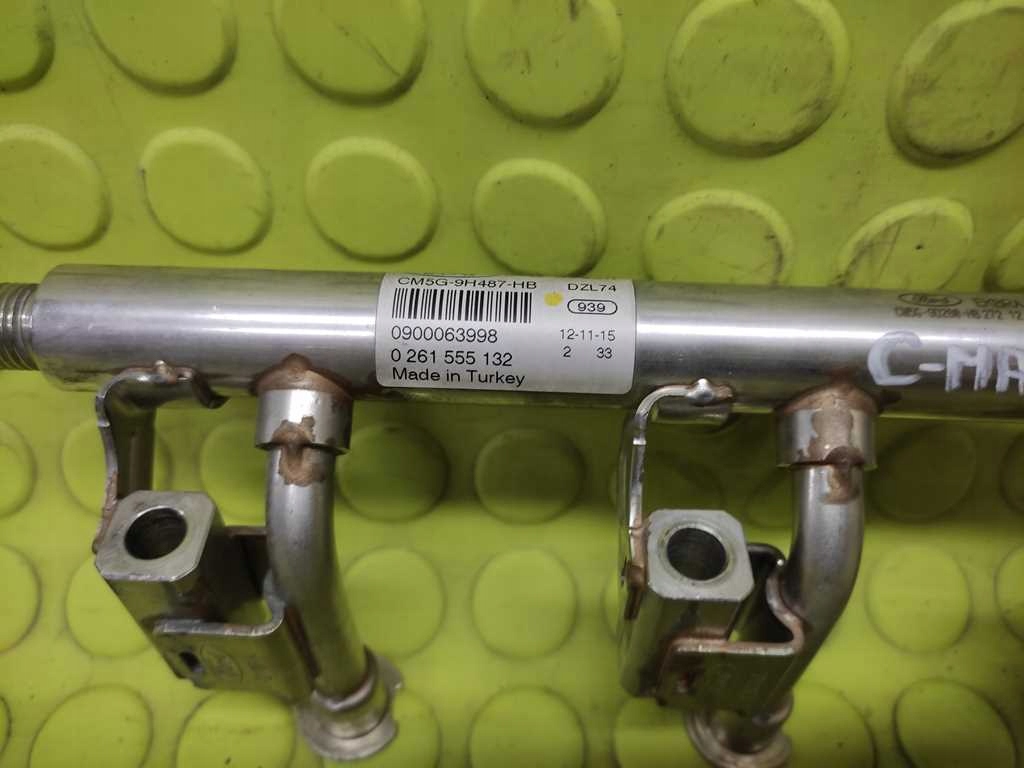 CM5G-9H487-HB DZL74
939
0900063998 12-11-15
0 261 555 132 2 33
Made in Turkey
Ford
C-MA